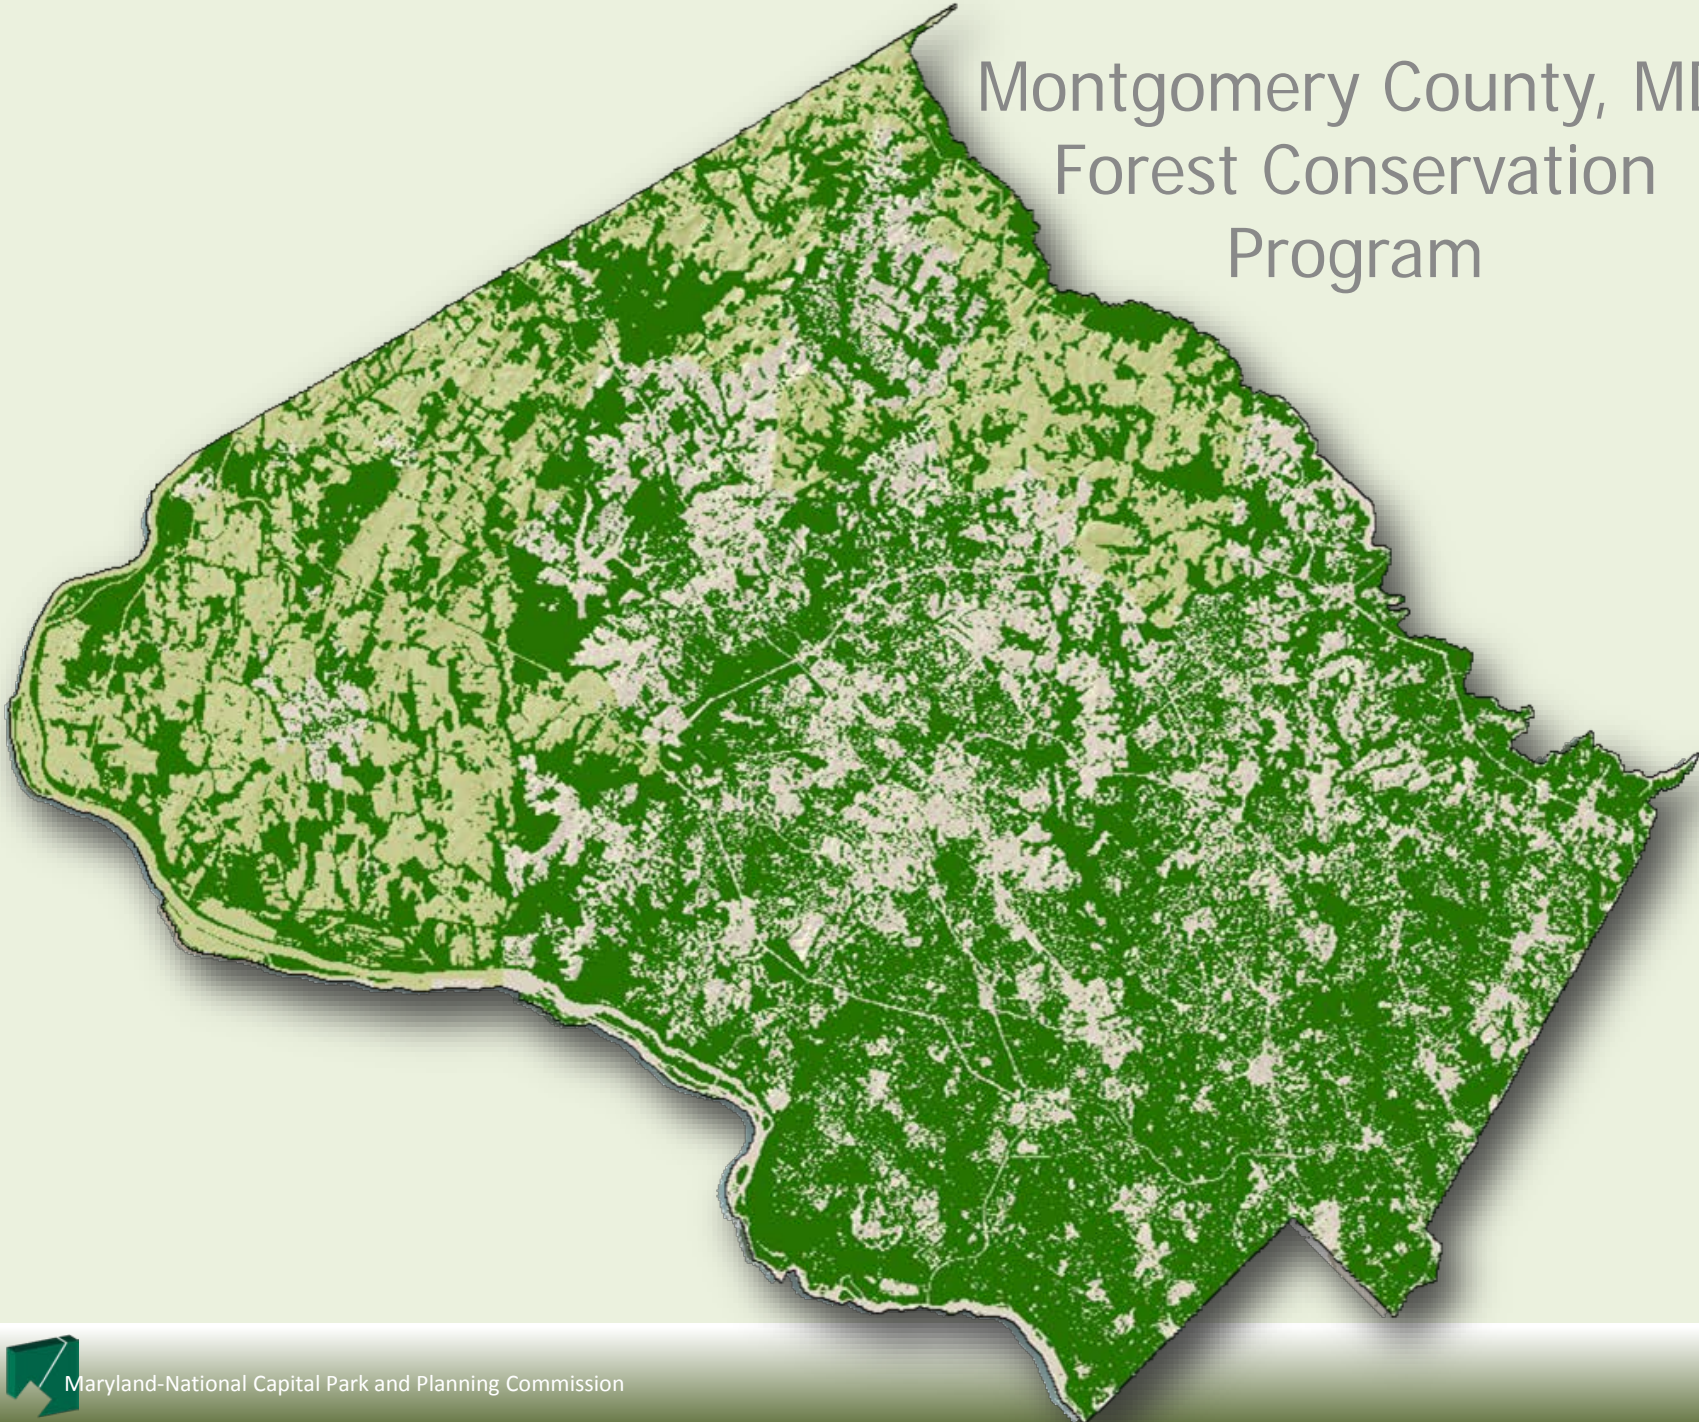 Montgomery County, MD
Forest Conservation
Program
Maryland-National Capital Park and Planning Commission